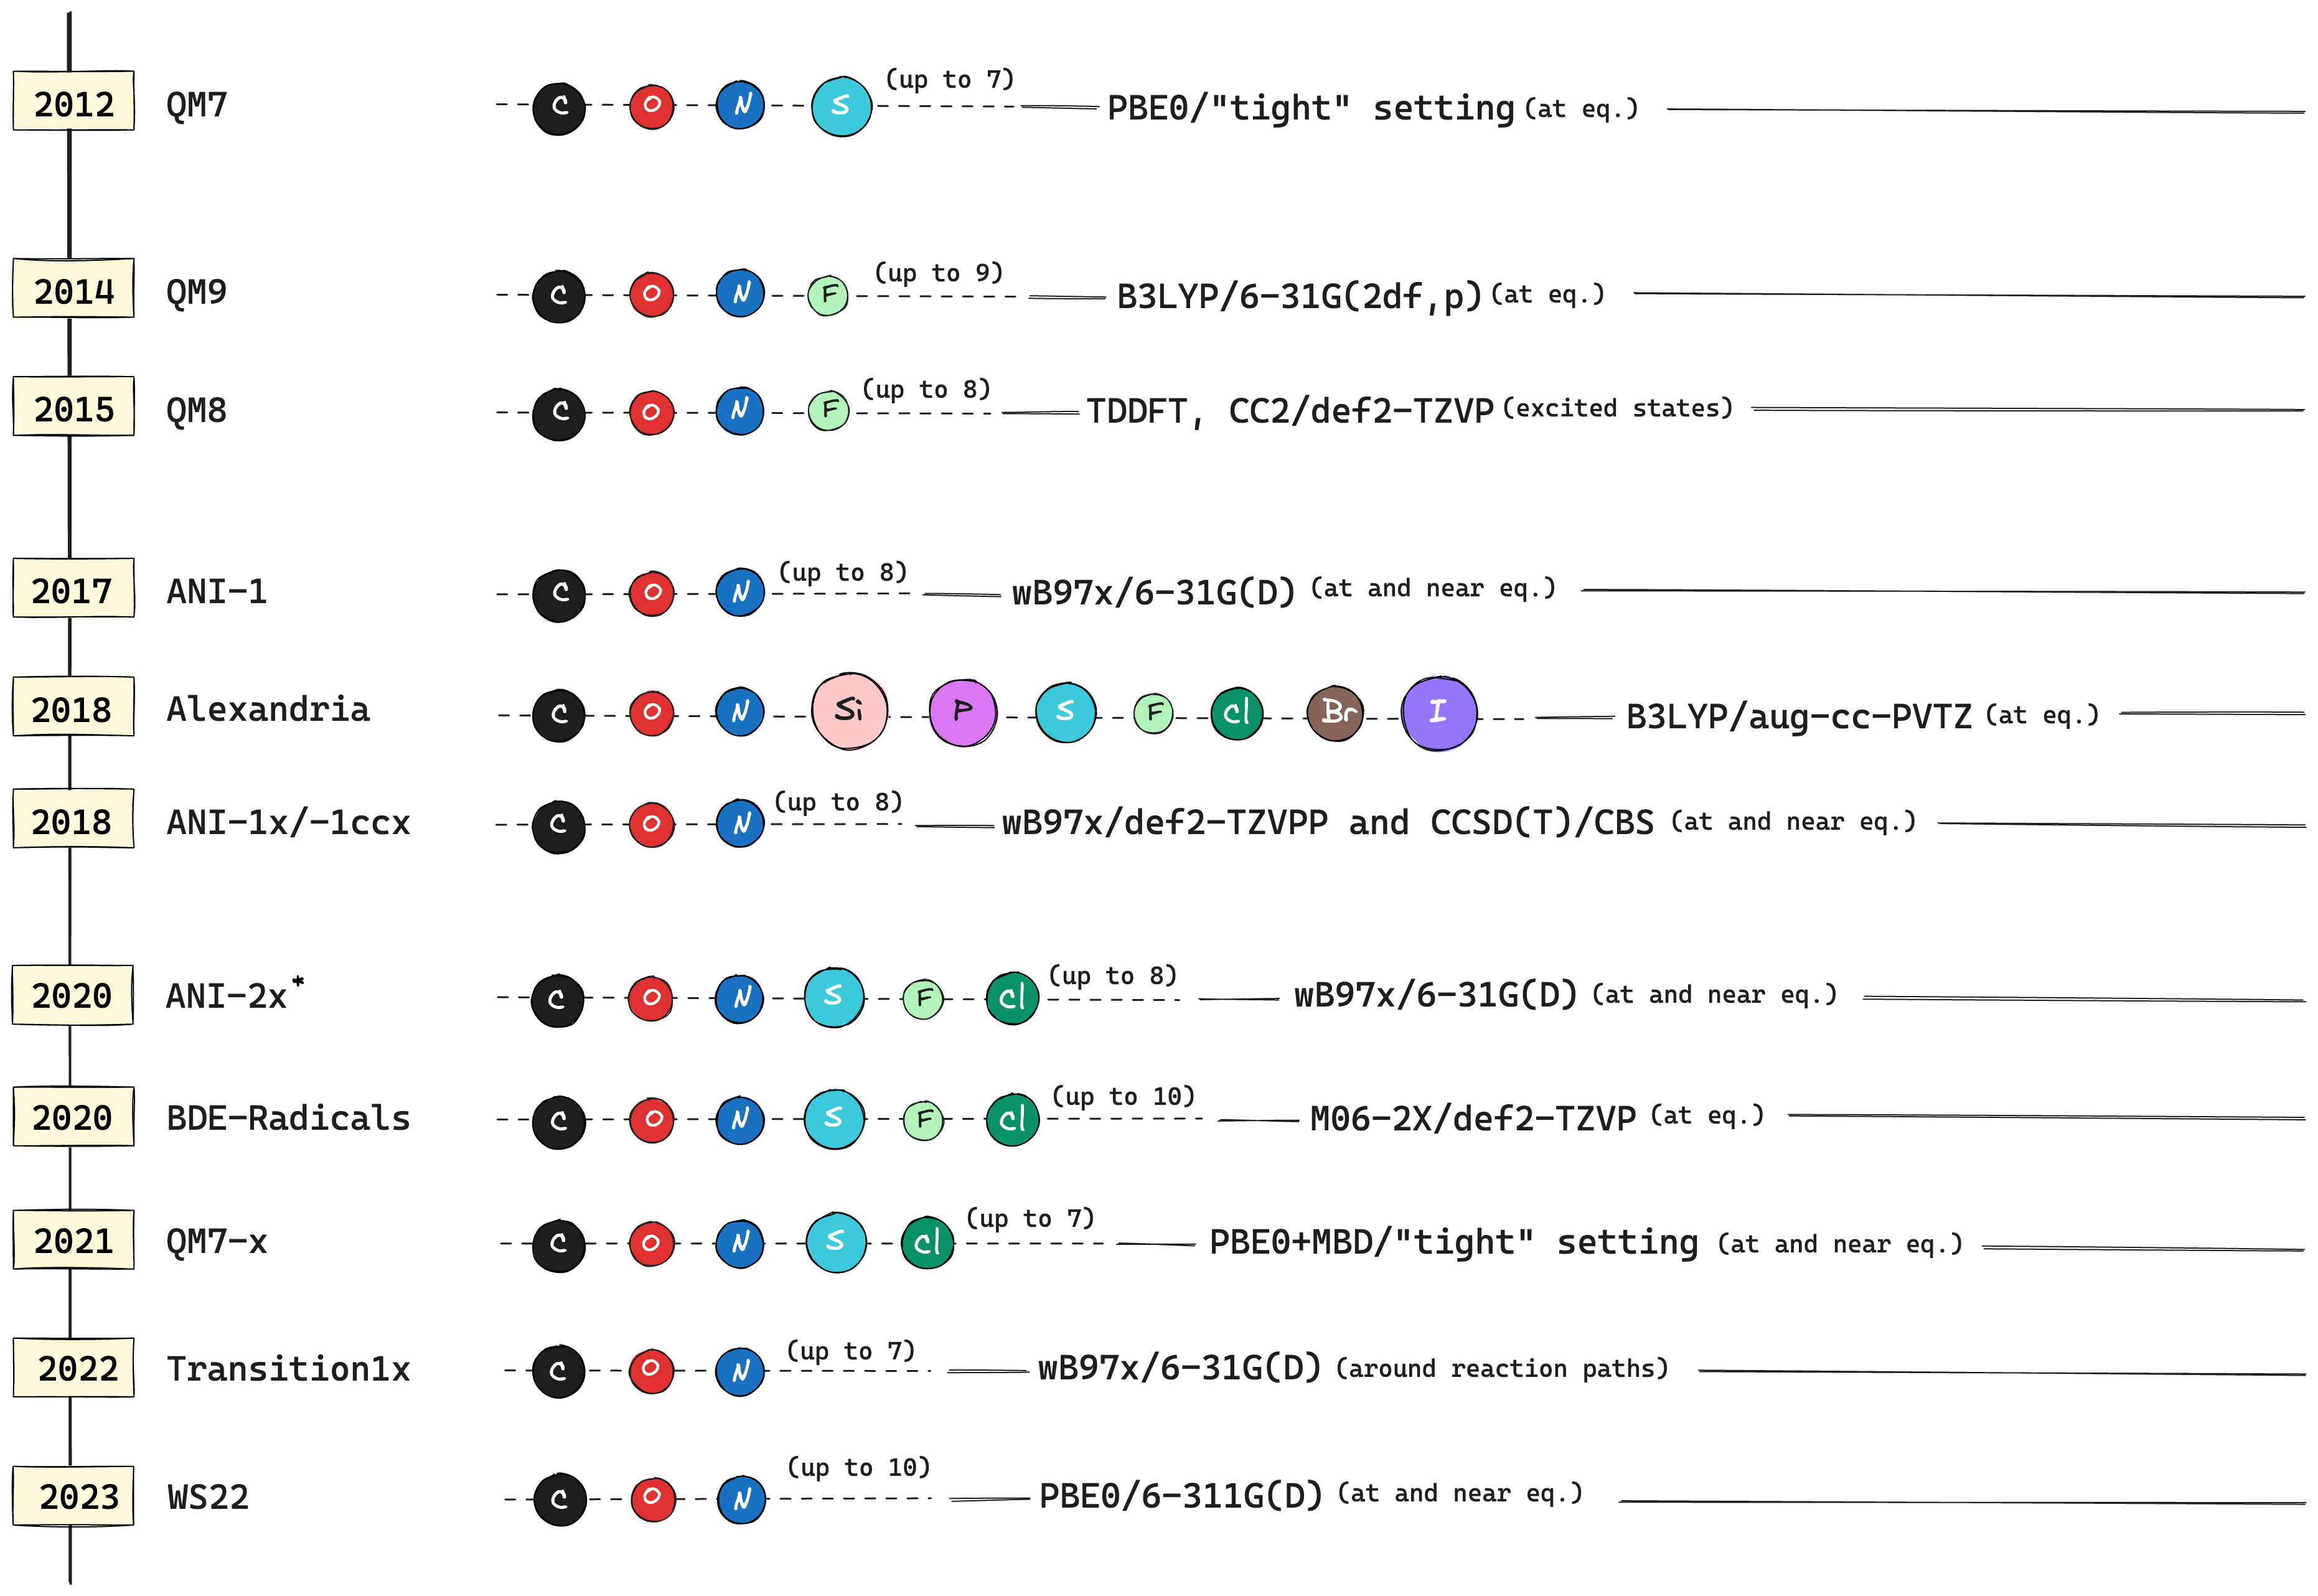 2012 QM7 C O N S (up to 7) PBE0/"tight" setting (at eq.)
2014 QM9 C O N F (up to 9) B3LYP/6-31G(2df,p) (at eq.)
2015 QM8 C O N F (up to 8) TDDFT, CC2/def2-TZVP (excited states)
2017 ANI-1 C O N (up to 8) wB97x/6-31G(D) (at and near eq.)
2018 Alexandria C O N Si P S F Cl Br I B3LYP/aug-cc-PVTZ (at eq.)
2018 ANI-1x/-1ccx C O N (up to 8) wB97x/def2-TZVPP and CCSD(T)/CBS (at and near eq.)
2020 ANI-2x* C O N S F Cl (up to 8) wB97x/6-31G(D) (at and near eq.)
2020 BDE-Radicals C O N S F Cl (up to 10) M06-2X/def2-TZVP (at eq.)
2021 QM7-x C O N S Cl (up to 7) PBE0+MBD/"tight" setting (at and near eq.)
2022 Transition1x C O N (up to 7) wB97x/6-31G(D) (around reaction paths)
2023 WS22 C O N (up to 10) PBE0/6-311G(D) (at and near eq.)